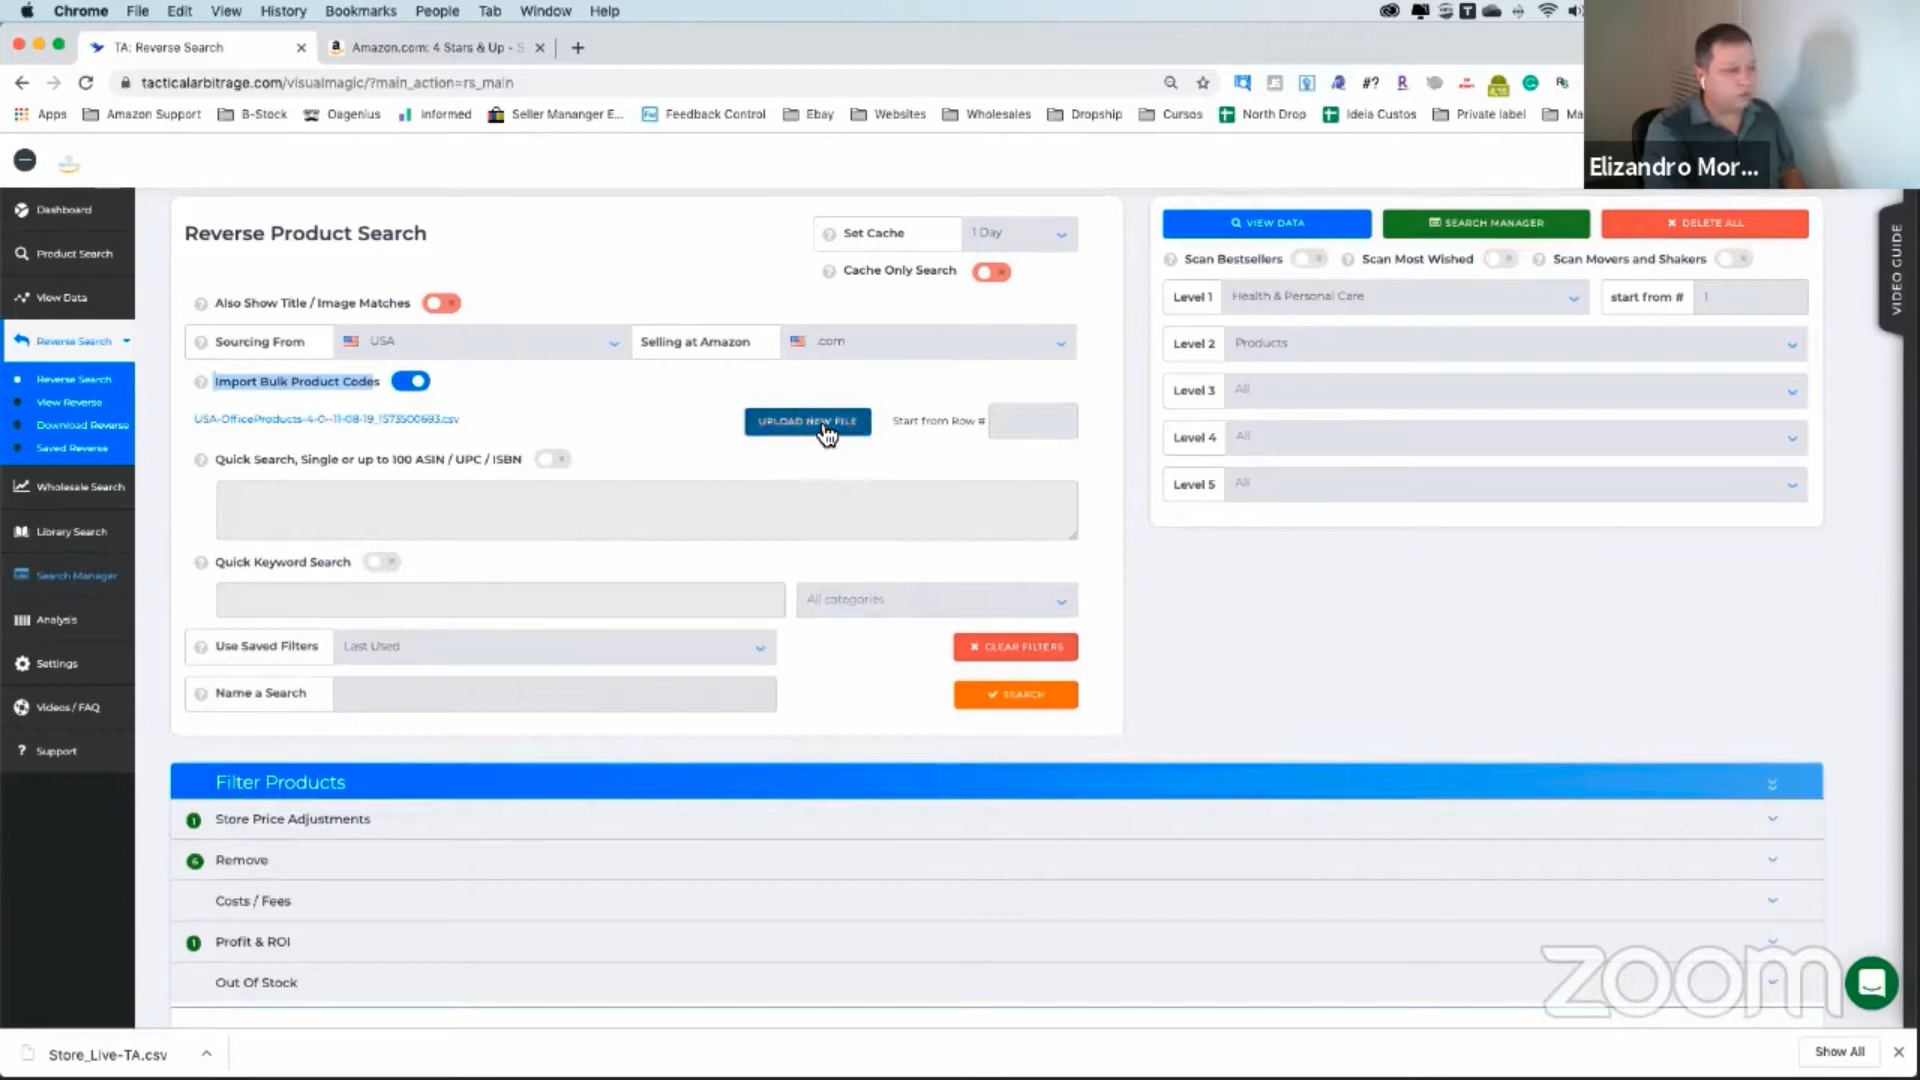 Chrome File Edit View History Bookmarks People Tab Window Help
TA: Reverse Search
Amazon.com: 4 Stars & Up - S
tacticalarbitrage.com/visualmagic/?main_action=rs_main
Apps Amazon Support B-Stock Oagenius Informed Seller Mananger E... Feedback Control Ebay Websites Wholesales Dropship Cursos North Drop Ideia Custos Private label Ma
Elizandro Mor...
Dashboard
Product Search
View Data
Reverse Search
Reverse Search
View Reverse
Download Reverse
Saved Reverse
Wholesale Search
Library Search
Search Manager
Analysis
Settings
Videos / FAQ
Support
Reverse Product Search
Set Cache 1 Day
Cache Only Search
Also Show Title / Image Matches
Sourcing From USA Selling at Amazon .com
Import Bulk Product Codes
USA-OfficeProducts-4-0--11-08-19_1573500693.csv
UPLOAD NEW FILE Start from Row #
Quick Search, Single or up to 100 ASIN / UPC / ISBN
Quick Keyword Search
All categories
Use Saved Filters Last Used CLEAR FILTERS
Name a Search SEARCH
VIEW DATA SEARCH MANAGER DELETE ALL
Scan Bestsellers Scan Most Wished Scan Movers and Shakers
Level 1 Health & Personal Care start from # 1
Level 2 Products
Level 3 All
Level 4 All
Level 5 All
VIDEO GUIDE
Filter Products
1 Store Price Adjustments
6 Remove
Costs / Fees
1 Profit & ROI
Out Of Stock
zoom
Store_Live-TA.csv
Show All